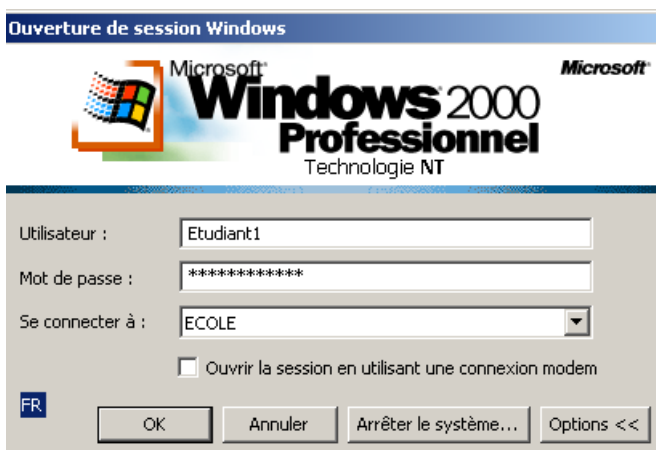 Ouverture de session Windows
Microsoft
Microsoft
Windows 2000
Professionnel
Technologie NT
Utilisateur : Etudiant1
Mot de passe : ************
Se connecter à : ECOLE
Ouvrir la session en utilisant une connexion modem
FR
OK Annuler Arrêter le système... Options <<